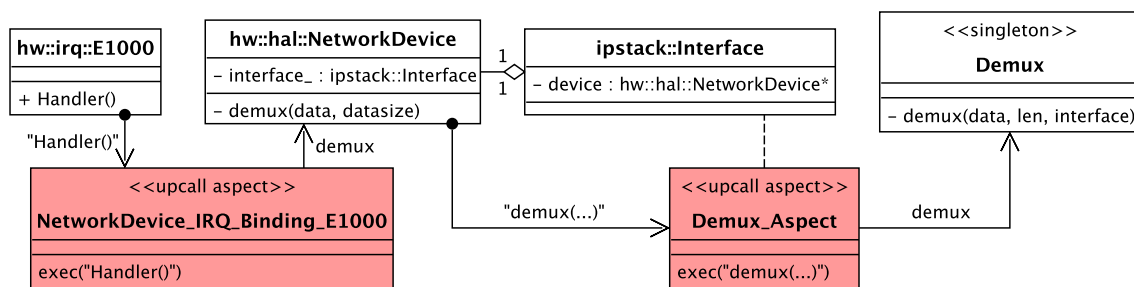 hw::irq::E1000
+ Handler()
hw::hal::NetworkDevice
– interface_ : ipstack::Interface
– demux(data, datasize)
1
1
ipstack::Interface
– device : hw::hal::NetworkDevice*
<<singleton>>
Demux
– demux(data, len, interface)
"Handler()"
demux
<<upcall aspect>>
NetworkDevice_IRQ_Binding_E1000
exec("Handler()")
"demux(...)"
<<upcall aspect>>
Demux_Aspect
exec("demux(...)")
demux